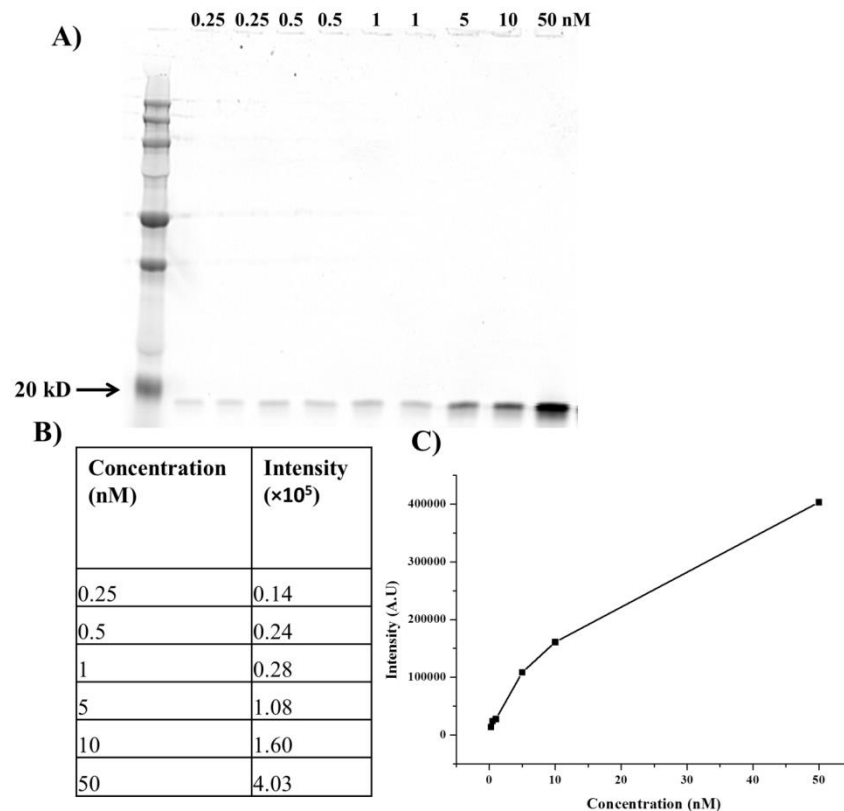 A)
0.25 0.25 0.5 0.5 1 1 5 10 50 nM
20 kD
B)
Concentration (nM) Intensity (×10⁵)
0.25 0.14
0.5 0.24
1 0.28
5 1.08
10 1.60
50 4.03
C)
400000
300000
200000
100000
0
Intensity (A.U)
0 10 20 30 40 50
Concentration (nM)